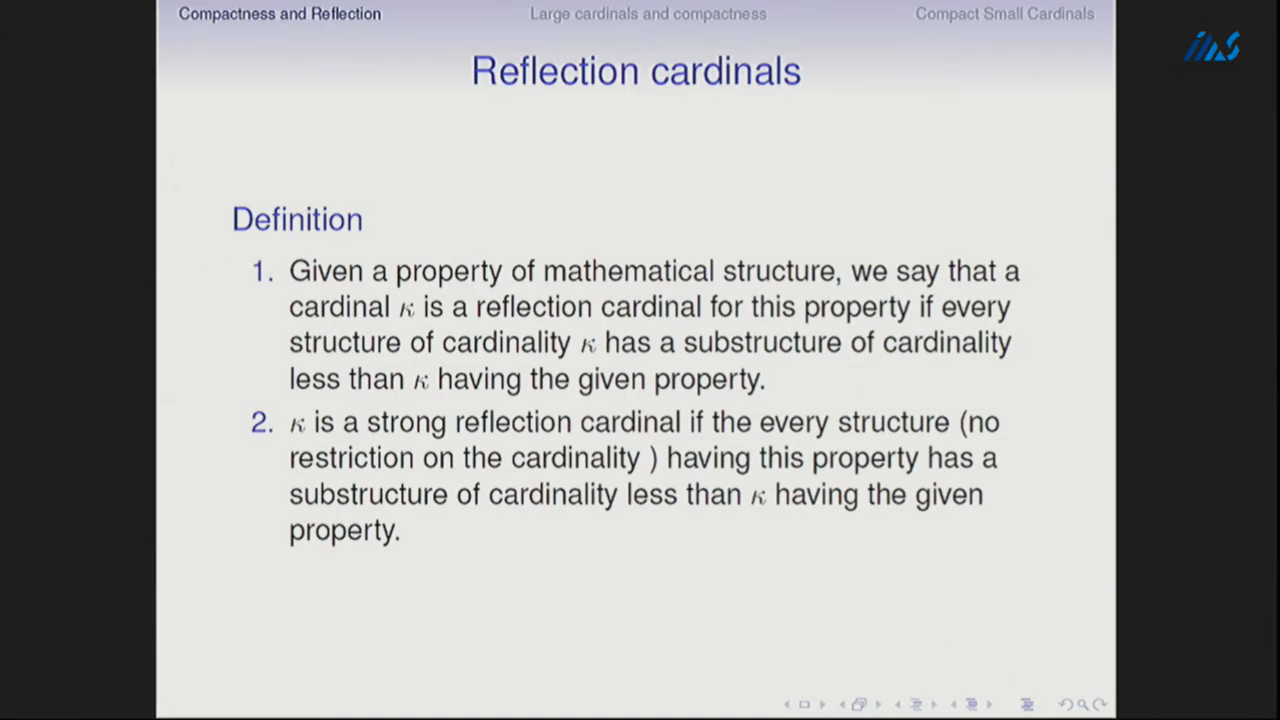 Compactness and Reflection Large cardinals and compactness Compact Small Cardinals
IMS
Reflection cardinals
Definition
1. Given a property of mathematical structure, we say that a
cardinal κ is a reflection cardinal for this property if every
structure of cardinality κ has a substructure of cardinality
less than κ having the given property.
2. κ is a strong reflection cardinal if the every structure (no
restriction on the cardinality ) having this property has a
substructure of cardinality less than κ having the given
property.